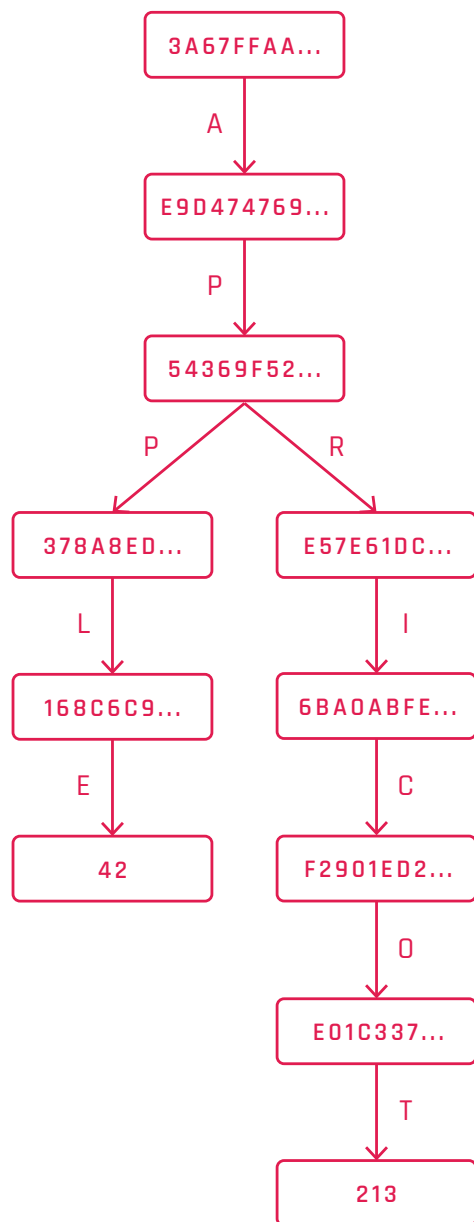 3A67FFAA...
A
E9D474769...
P
54369F52...
P R
378A8ED... E57E61DC...
L I
168C6C9... 6BA0ABFE...
E C
42 F2901ED2...
O
E01C337...
T
213